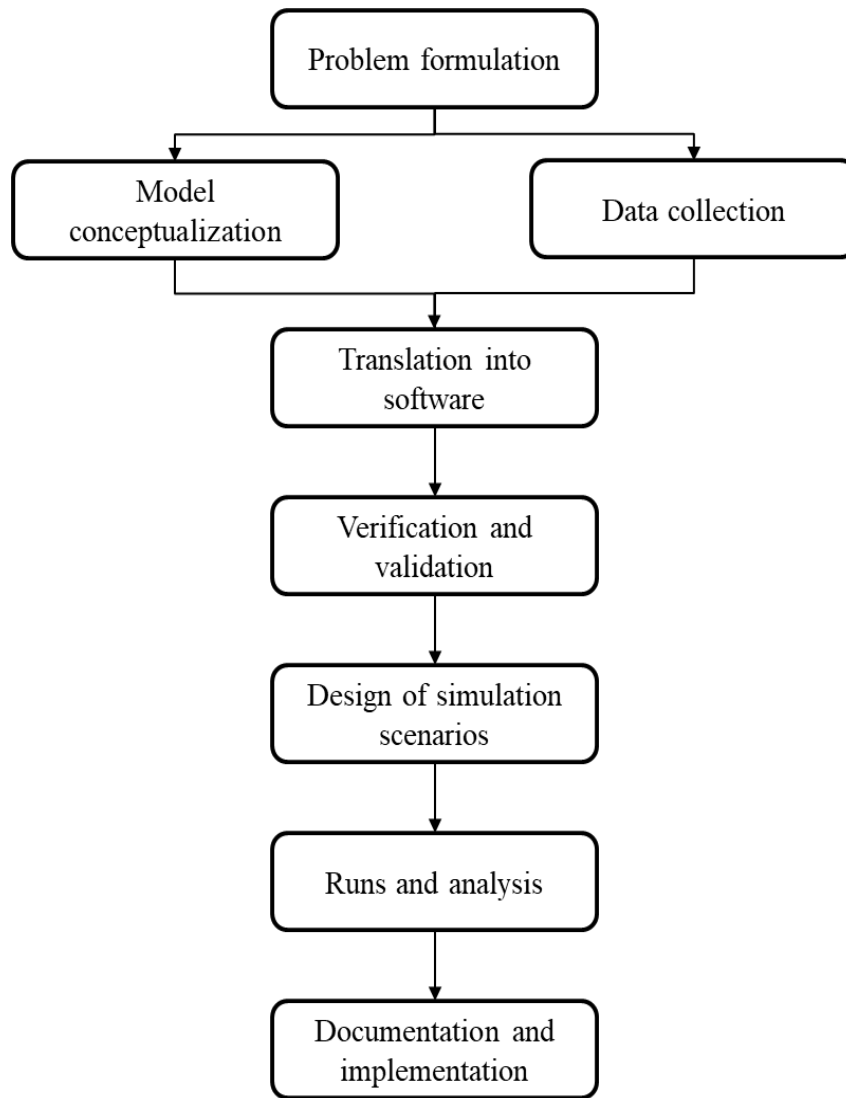 Problem formulation
Model
conceptualization
Data collection
Translation into
software
Verification and
validation
Design of simulation
scenarios
Runs and analysis
Documentation and
implementation